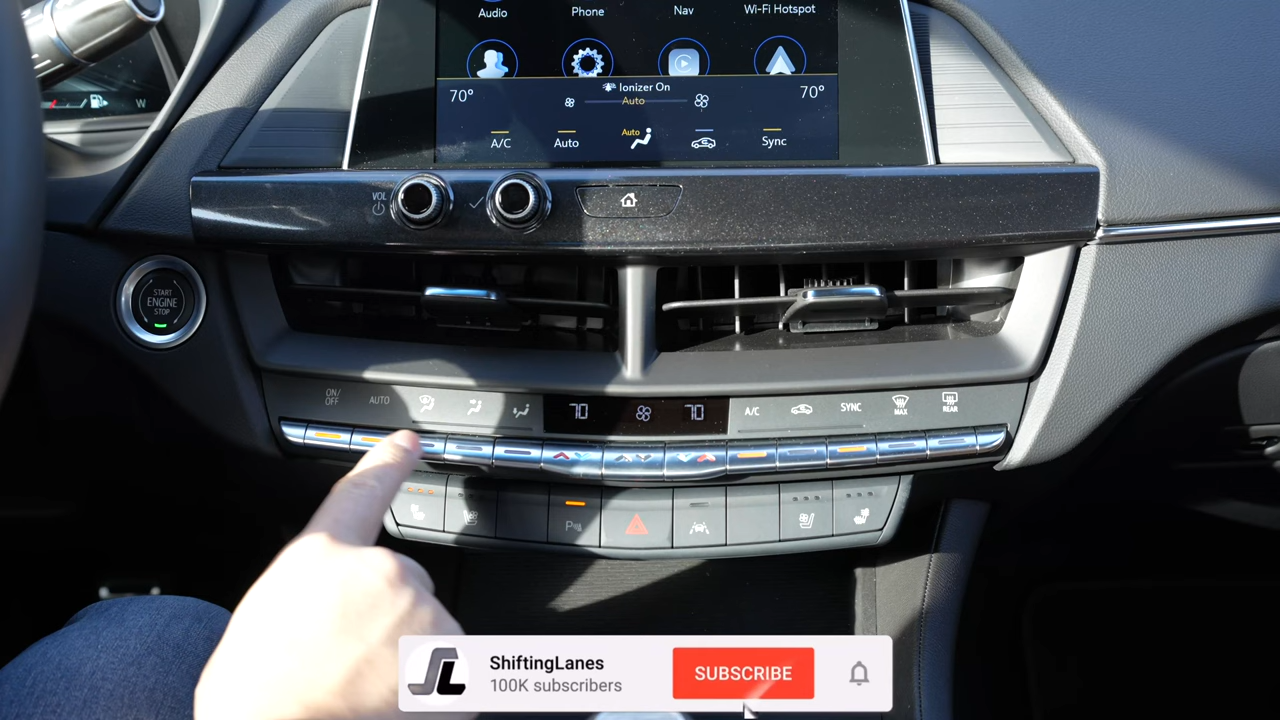 Audio
Phone
Nav
Wi-Fi Hotspot
Ionizer On
70°
Auto
70°
A/C
Auto
Auto
Sync
W
VOL
START
ENGINE
STOP
ON/
OFF
AUTO
70
70
A/C
SYNC
MAX
REAR
P
ShiftingLanes
100K subscribers
SUBSCRIBE